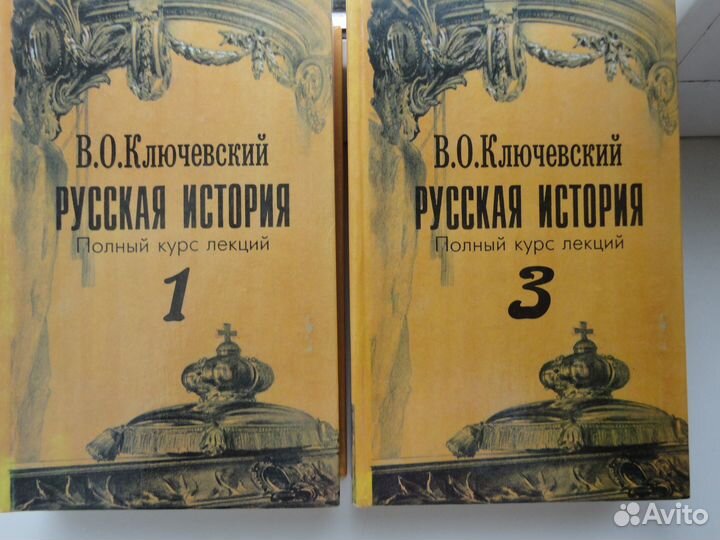 В.О.Ключевский
РУССКАЯ ИСТОРИЯ
Полный курс лекций
1
В.О.Ключевский
РУССКАЯ ИСТОРИЯ
Полный курс лекций
3
Avito